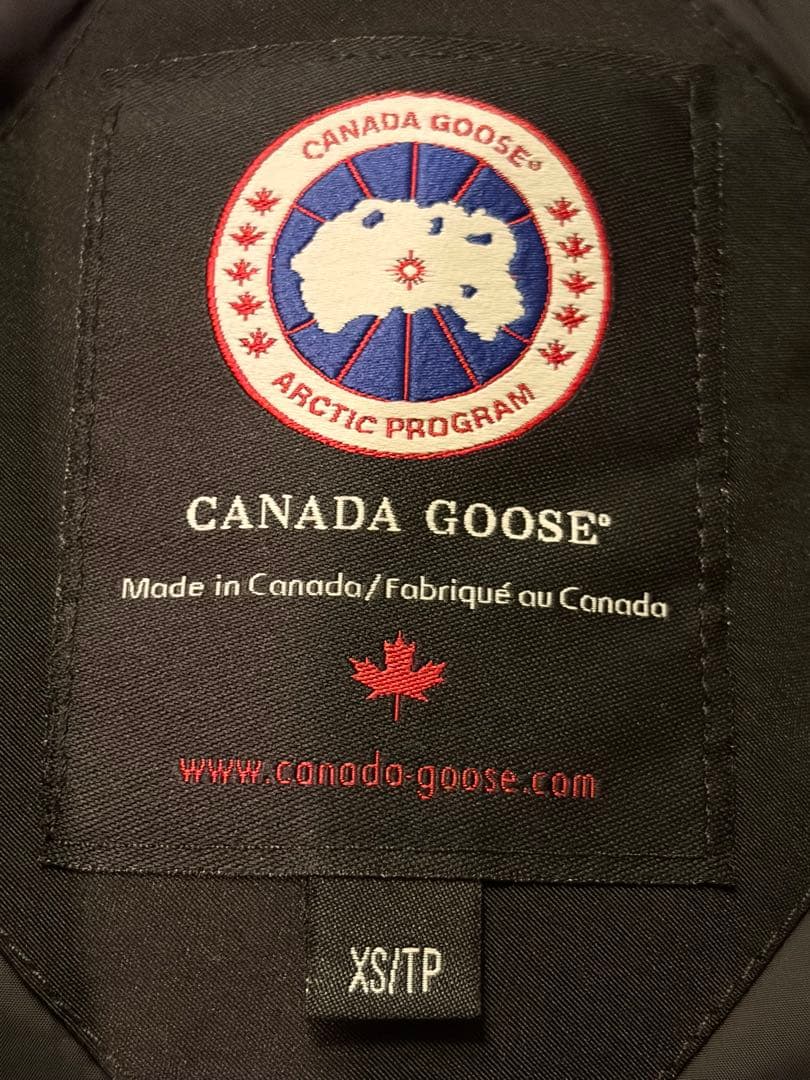 CANADA GOOSE®
ARCTIC PROGRAM
CANADA GOOSE®
Made in Canada/Fabriqué au Canada
www.canada-goose.com
XS/TP